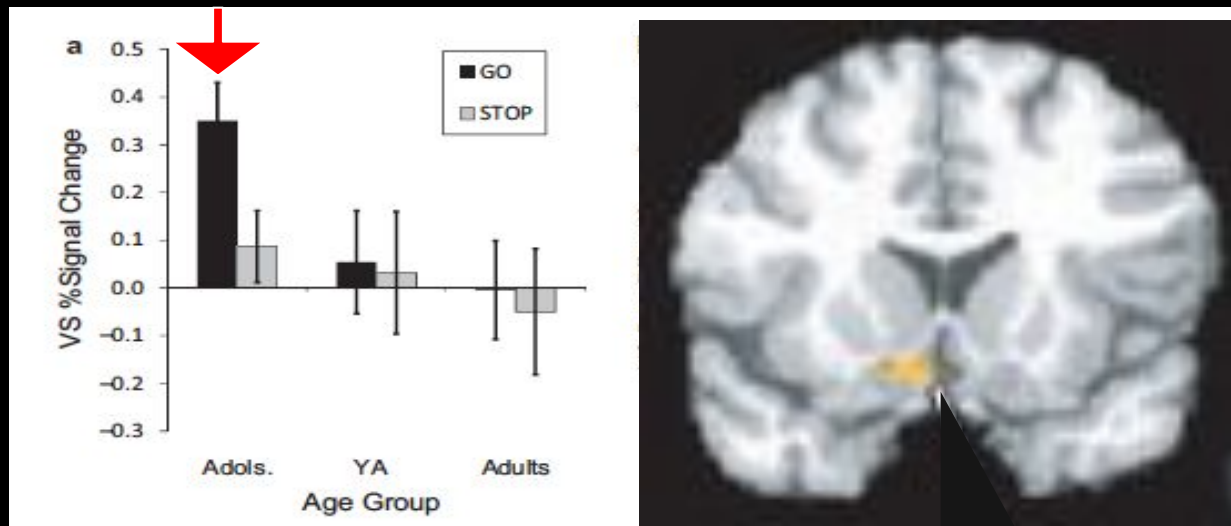 a
0.5
0.4
0.3
0.2
0.1
0.0
–0.1
–0.2
–0.3
VS %Signal Change
GO
STOP
Adols. YA Adults
Age Group